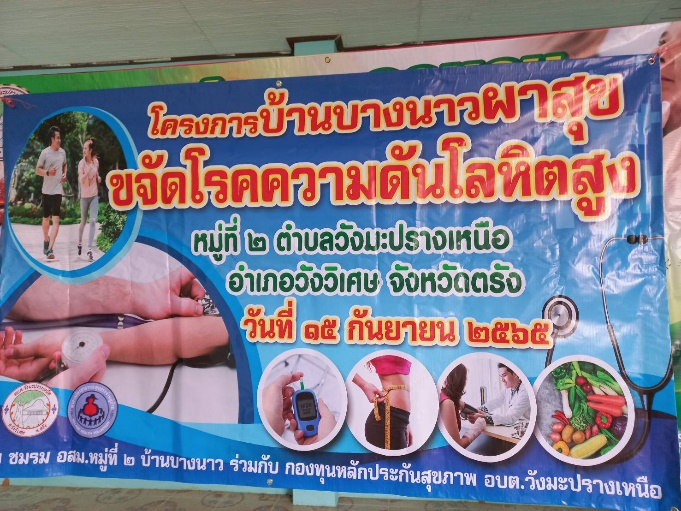 โครงการบ้านบางนาวผาสุข
ขจัดโรคความดันโลหิตสูง
หมู่ที่ ๒ ตำบลวังมะปรางเหนือ
อำเภอวังวิเศษ จังหวัดตรัง
วันที่ ๑๕ กันยายน ๒๕๖๕
ชมรม อสม.หมู่ที่ ๒ บ้านบางนาว ร่วมกับ กองทุนหลักประกันสุขภาพ อบต.วังมะปรางเหนือ